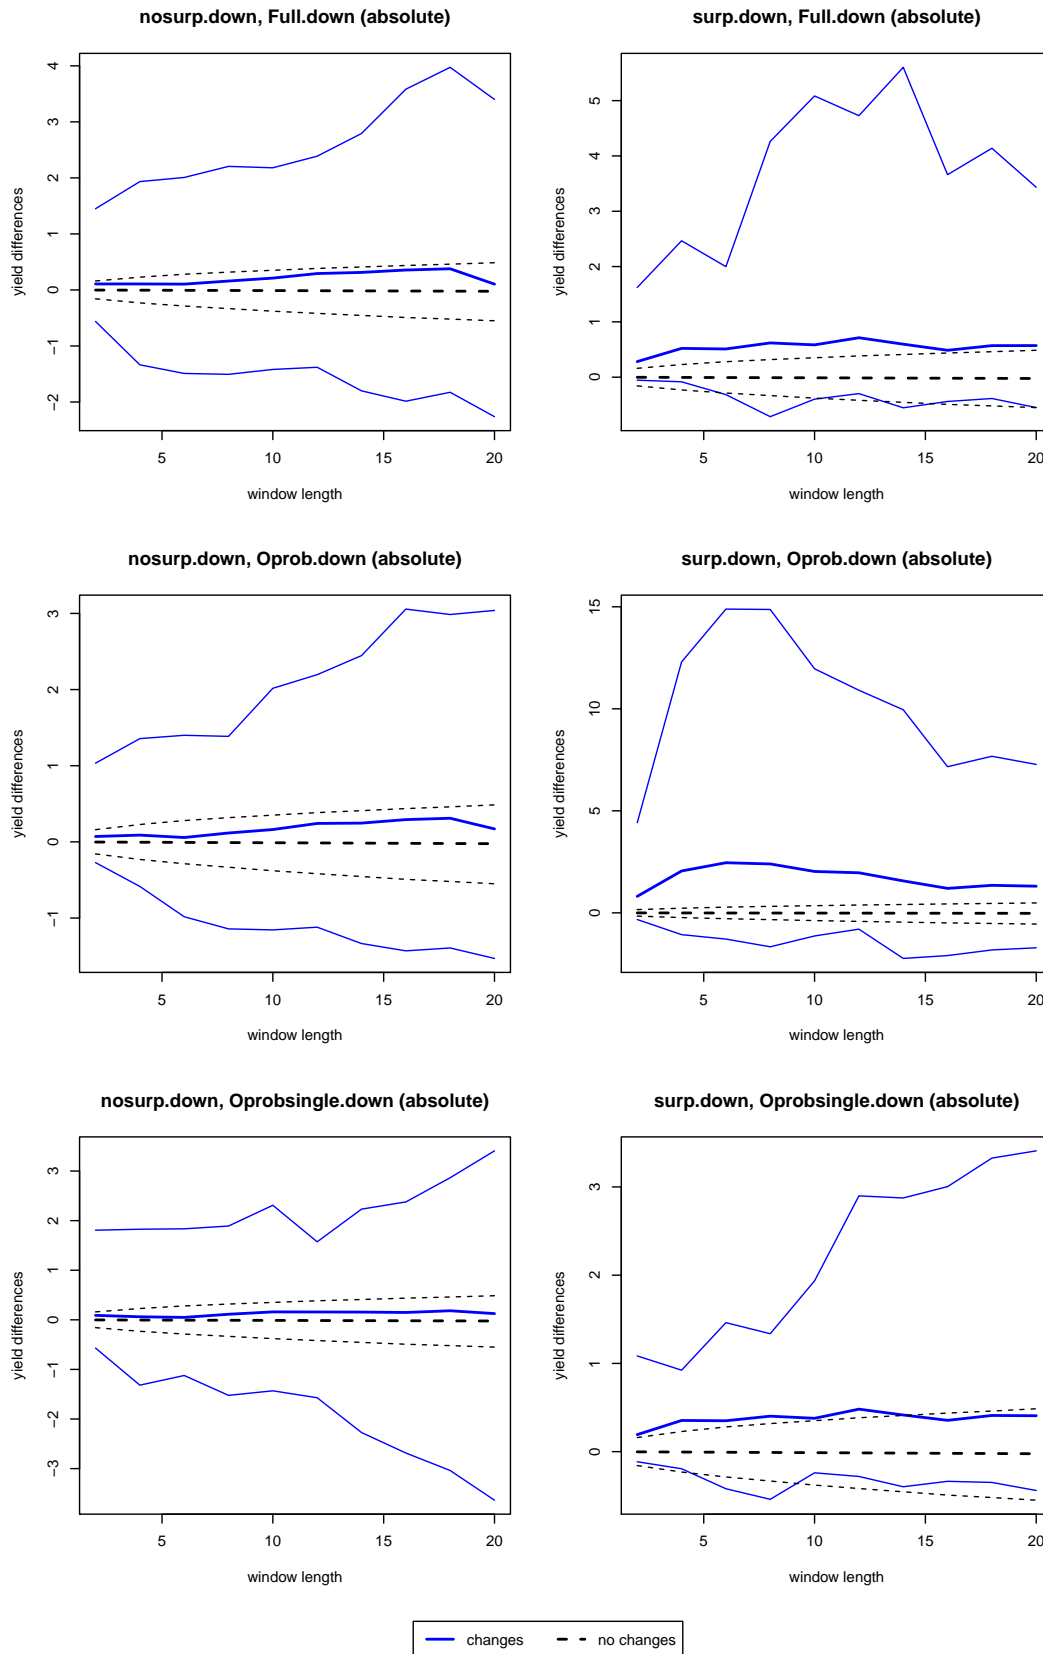 nosurp.down, Full.down (absolute)
yield differences
4
3
2
1
0
−1
−2
5 10 15 20
window length
surp.down, Full.down (absolute)
yield differences
5
4
3
2
1
0
5 10 15 20
window length
nosurp.down, Oprob.down (absolute)
yield differences
3
2
1
0
−1
5 10 15 20
window length
surp.down, Oprob.down (absolute)
yield differences
15
10
5
0
5 10 15 20
window length
nosurp.down, Oprobsingle.down (absolute)
yield differences
3
2
1
0
−1
−2
−3
5 10 15 20
window length
surp.down, Oprobsingle.down (absolute)
yield differences
3
2
1
0
5 10 15 20
window length
changes no changes